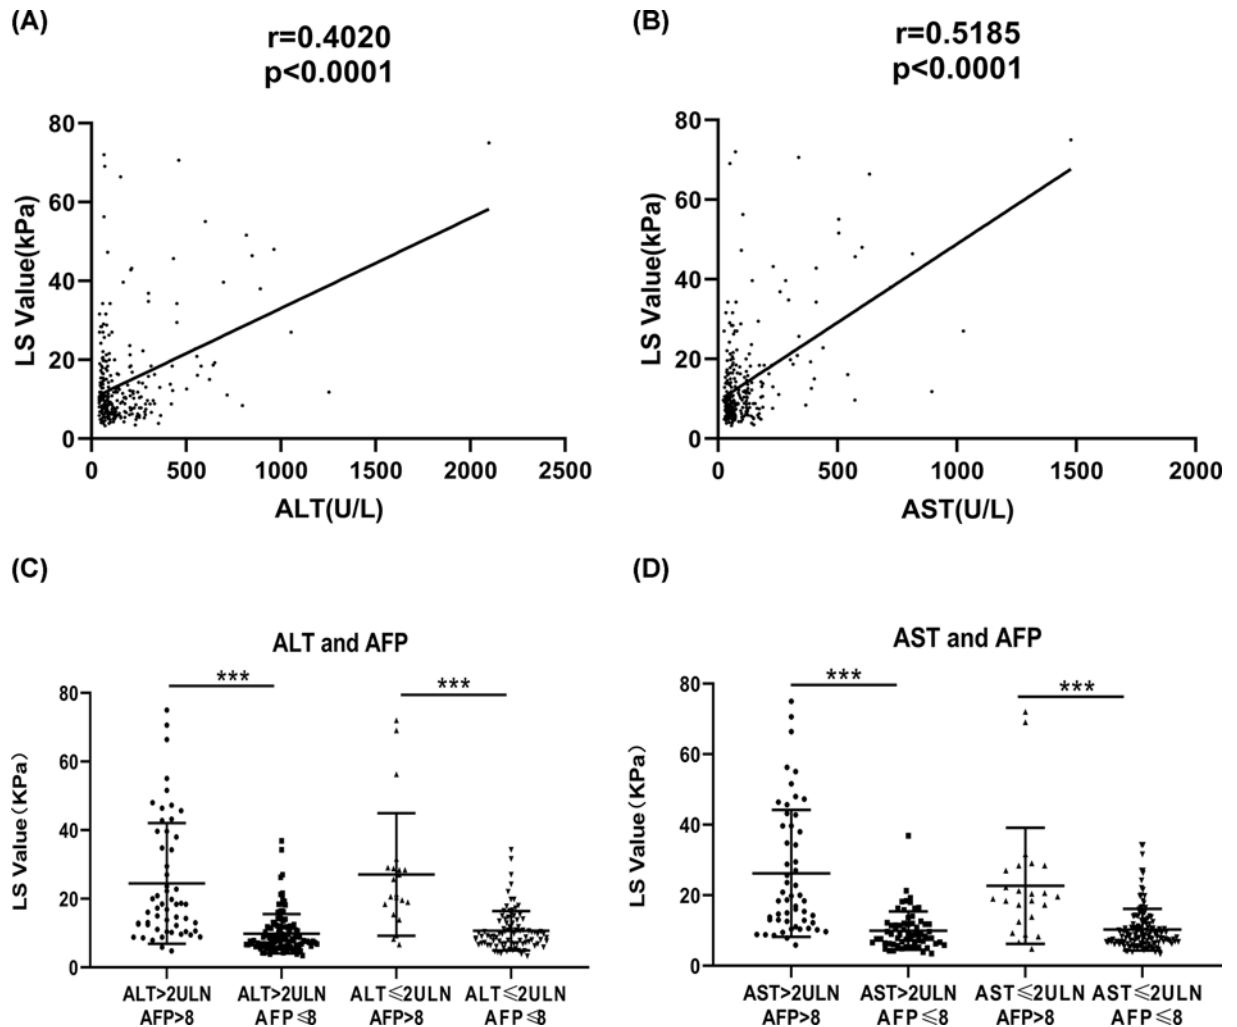 (A)
r=0.4020
p<0.0001
80
60
40
20
0
LS Value(kPa)
0 500 1000 1500 2000 2500
ALT(U/L)
(B)
r=0.5185
p<0.0001
80
60
40
20
0
LS Value(kPa)
0 500 1000 1500 2000
AST(U/L)
(C)
ALT and AFP
*** ***
80
60
40
20
0
LS Value(KPa)
ALT>2ULN ALT>2ULN ALT≤2ULN ALT≤2ULN
AFP>8 AFP≤8 AFP>8 AFP≤8
(D)
AST and AFP
*** ***
80
60
40
20
0
LS Value(KPa)
AST>2ULN AST>2ULN AST≤2ULN AST≤2ULN
AFP>8 AFP≤8 AFP>8 AFP≤8